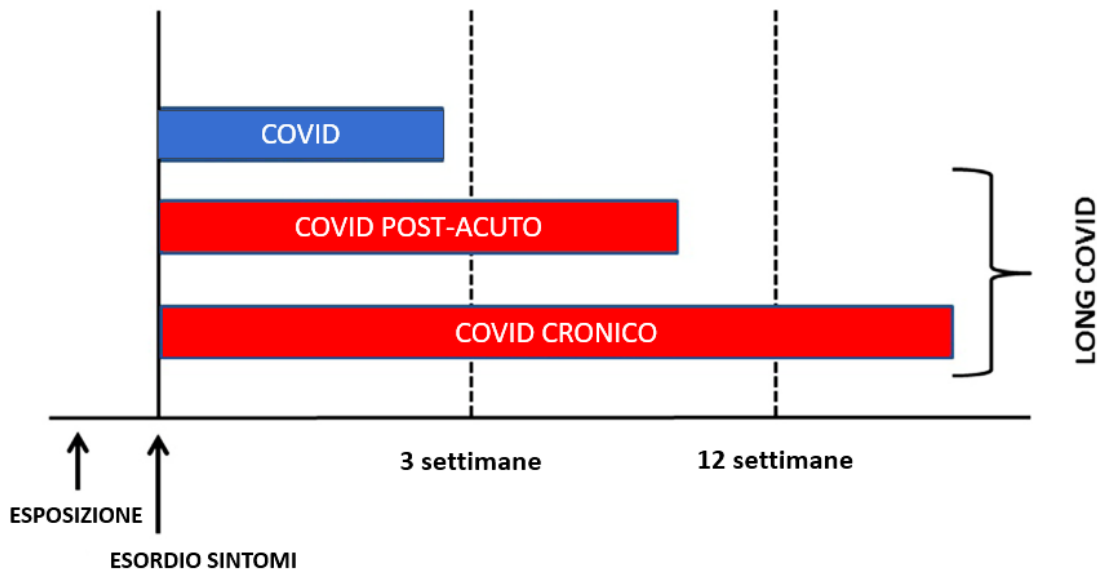 COVID
COVID POST-ACUTO
COVID CRONICO
LONG COVID
3 settimane
12 settimane
ESPOSIZIONE
ESORDIO SINTOMI